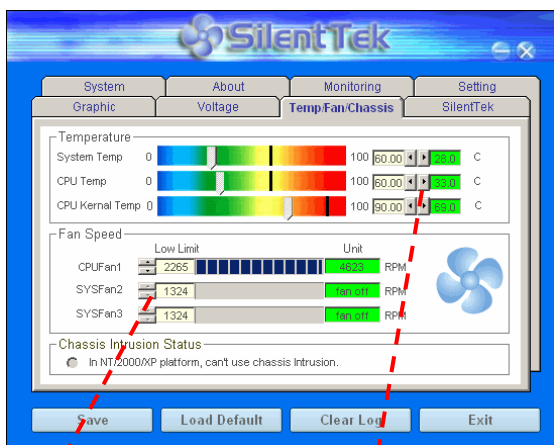 SilentTek
System About Monitoring Setting
Graphic Voltage Temp/Fan/Chassis SilentTek
Temperature
System Temp 0 100 60.00 28.0 C
CPU Temp 0 100 60.00 33.0 C
CPU Kernal Temp 0 100 90.00 69.0 C
Fan Speed
Low Limit Unit
CPUFan1 2265 4623 RPM
SYSFan2 1324 fan off RPM
SYSFan3 1324 fan off RPM
Chassis Intrusion Status
In NT/2000/XP platform, can't use chassis Intrusion.
Save Load Default Clear Log Exit